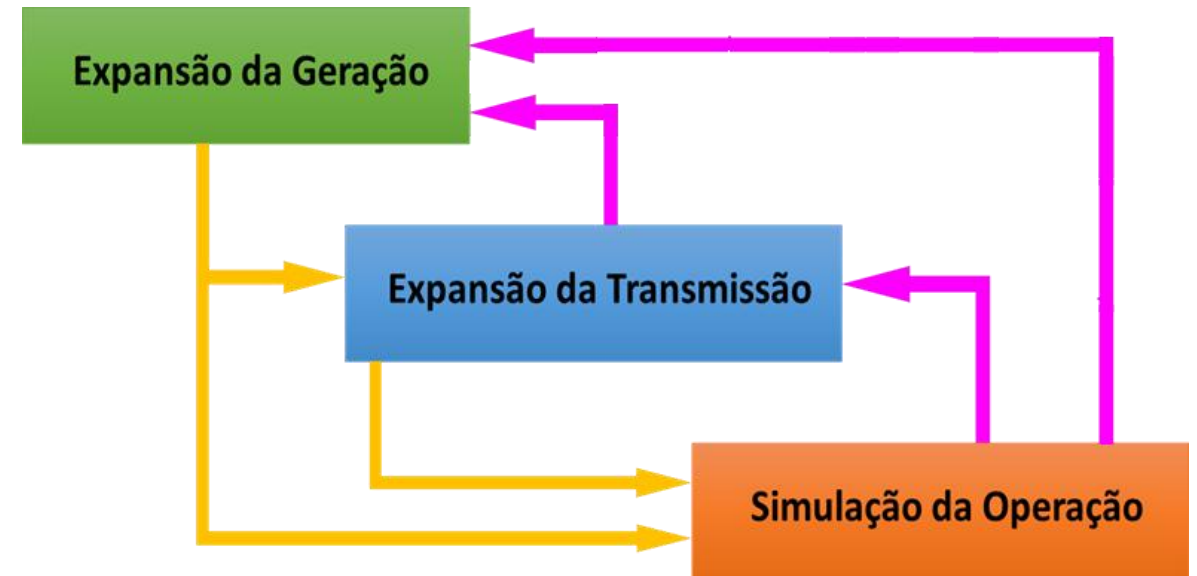 Expansão da Geração
Expansão da Transmissão
Simulação da Operação